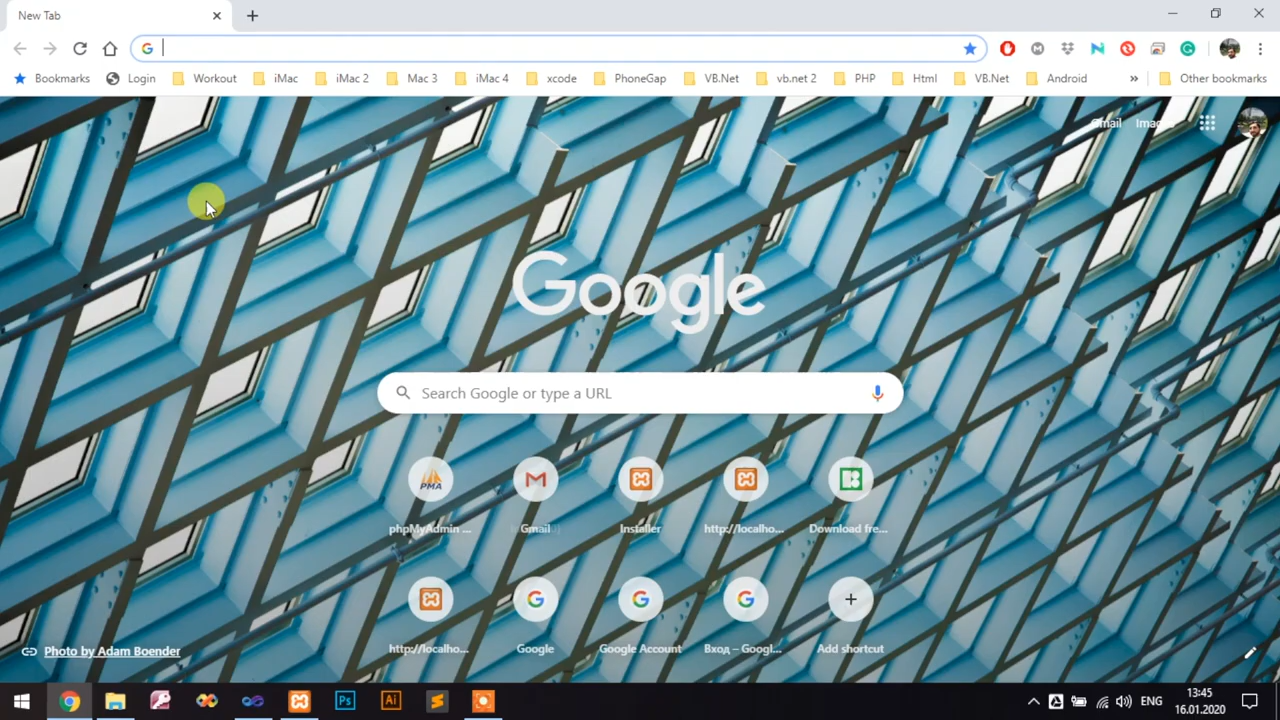 New Tab
Bookmarks Login Workout iMac iMac 2 Mac 3 iMac 4 xcode PhoneGap VB.Net vb.net 2 PHP Html VB.Net Android » Other bookmarks
Gmail Images
Google
Search Google or type a URL
PMA
phpMyAdmin ... Gmail Installer http://localho... Download fre...
http://localho... Google Google Account Вход – Googl... Add shortcut
Photo by Adam Boender
Ps Ai ENG 13:45
16.01.2020